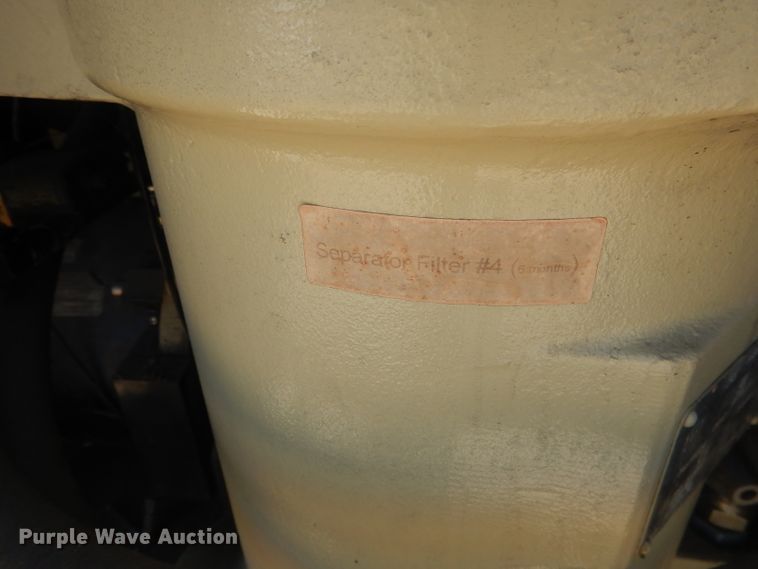 Separator Filter #4 (6 months)
Purple Wave Auction